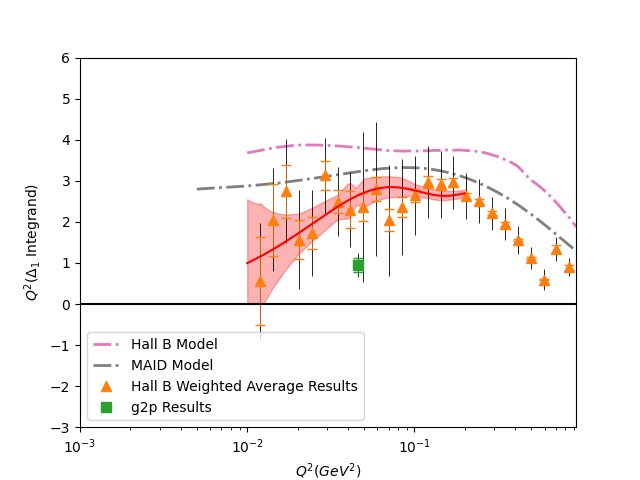 6
5
4
3
2
1
0
−1
−2
−3
Q²(Δ₁ Integrand)
Hall B Model
MAID Model
Hall B Weighted Average Results
g2p Results
10⁻³
10⁻²
10⁻¹
Q²(GeV²)